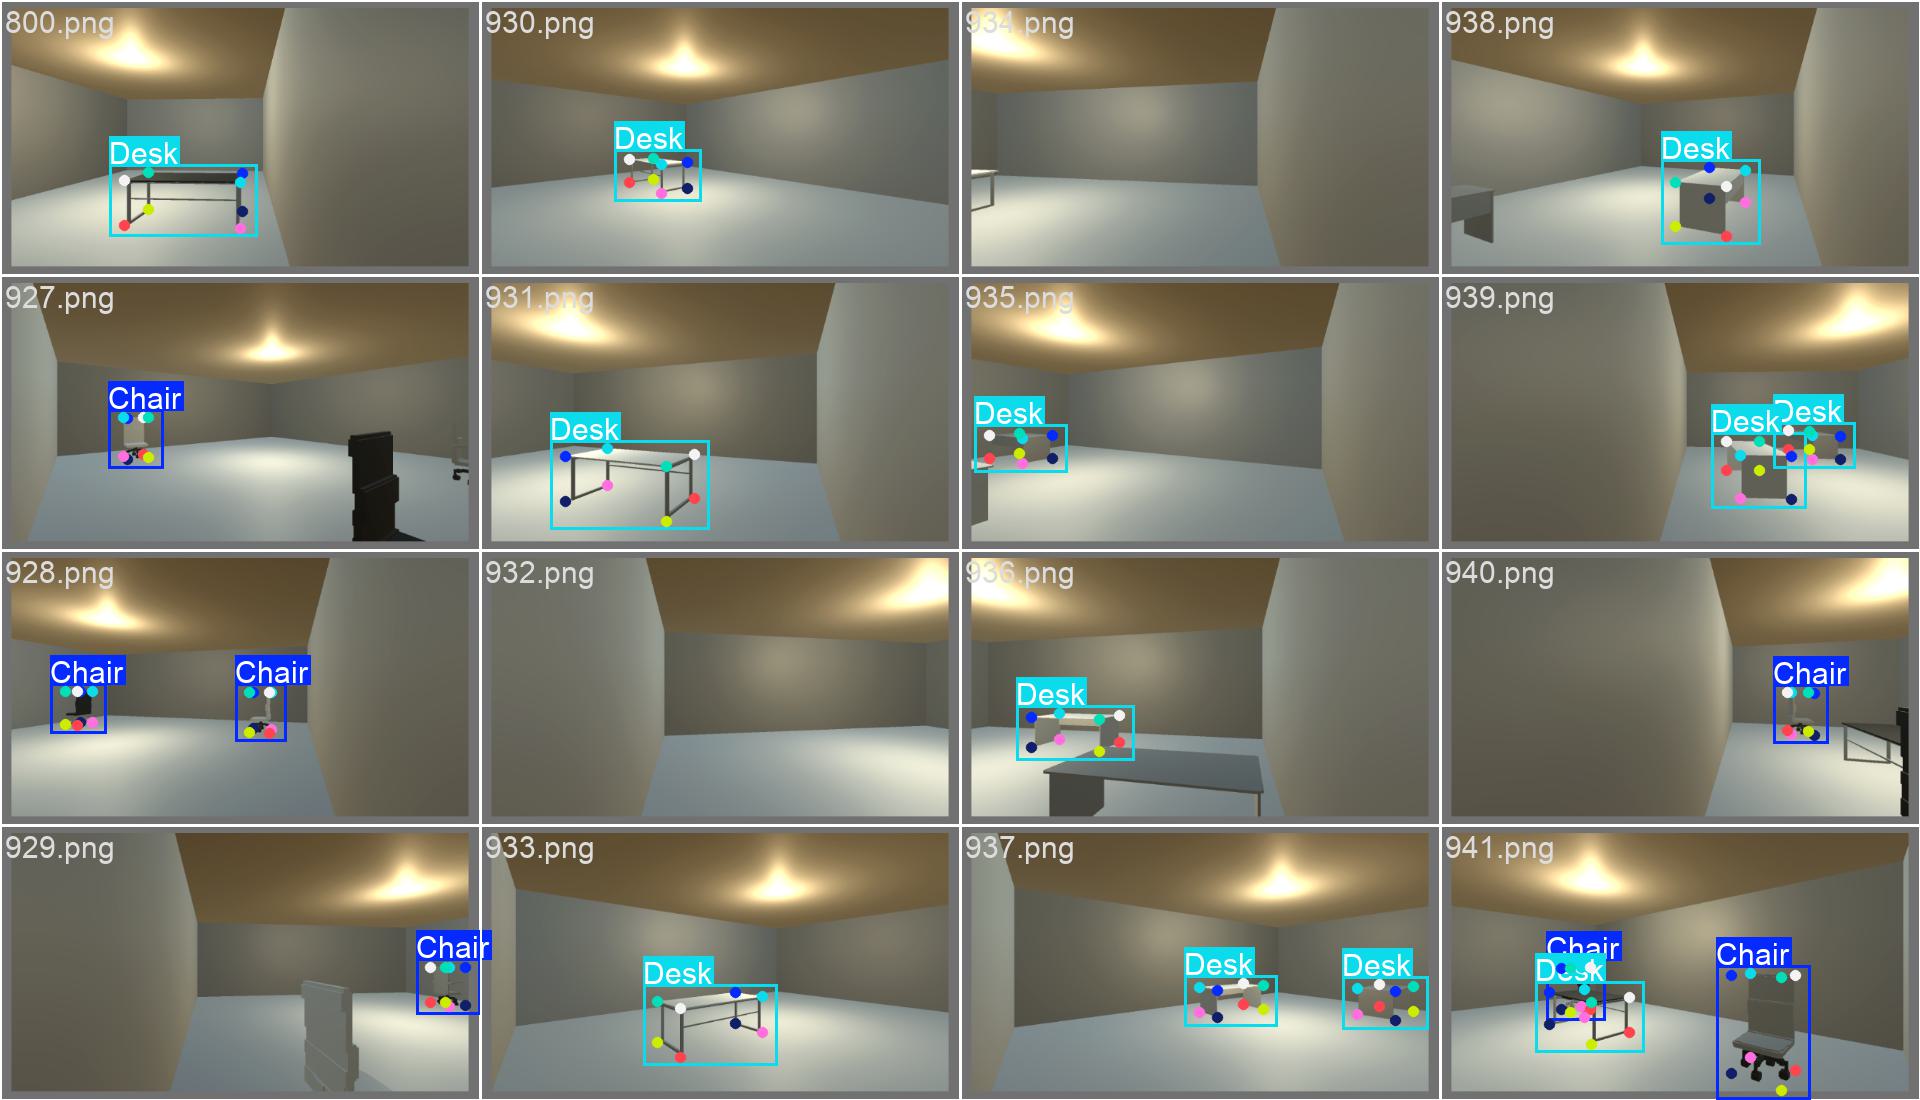 800.png
Desk
930.png
Desk
934.png
938.png
Desk
927.png
Chair
931.png
Desk
935.png
Desk
939.png
Desk
Desk
928.png
Chair
Chair
932.png
936.png
Desk
940.png
Chair
929.png
Chair
933.png
Desk
937.png
Desk
Desk
941.png
Chair
Desk
Chair